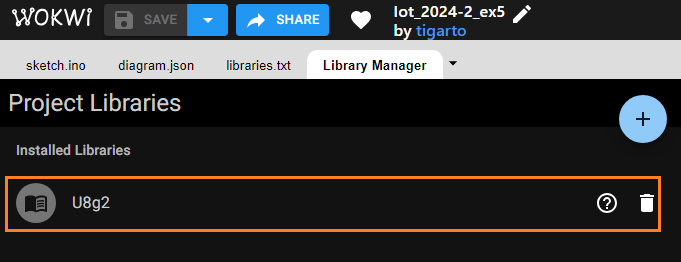 WOKWI
SAVE
SHARE
Iot_2024-2_ex5
by tigarto
sketch.ino
diagram.json
libraries.txt
Library Manager
Project Libraries
Installed Libraries
U8g2